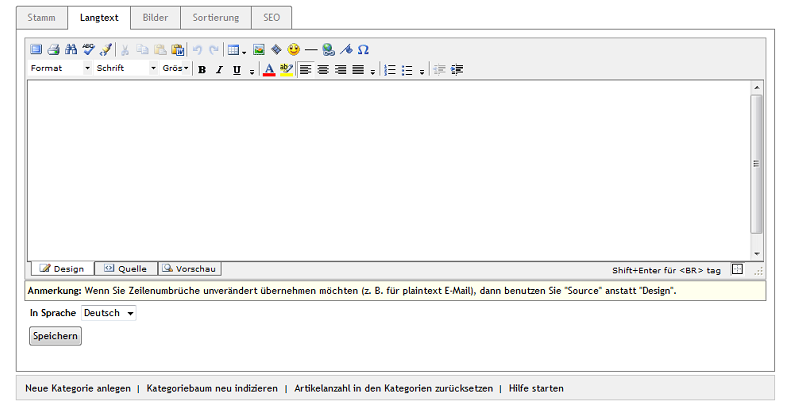 Stamm Langtext Bilder Sortierung SEO
Format Schrift Grös B I U
Design Quelle Vorschau Shift+Enter für <BR> tag
Anmerkung: Wenn Sie Zeilenumbrüche unverändert übernehmen möchten (z. B. für plaintext E-Mail), dann benutzen Sie "Source" anstatt "Design".
In Sprache Deutsch
Speichern
Neue Kategorie anlegen | Kategoriebaum neu indizieren | Artikelanzahl in den Kategorien zurücksetzen | Hilfe starten